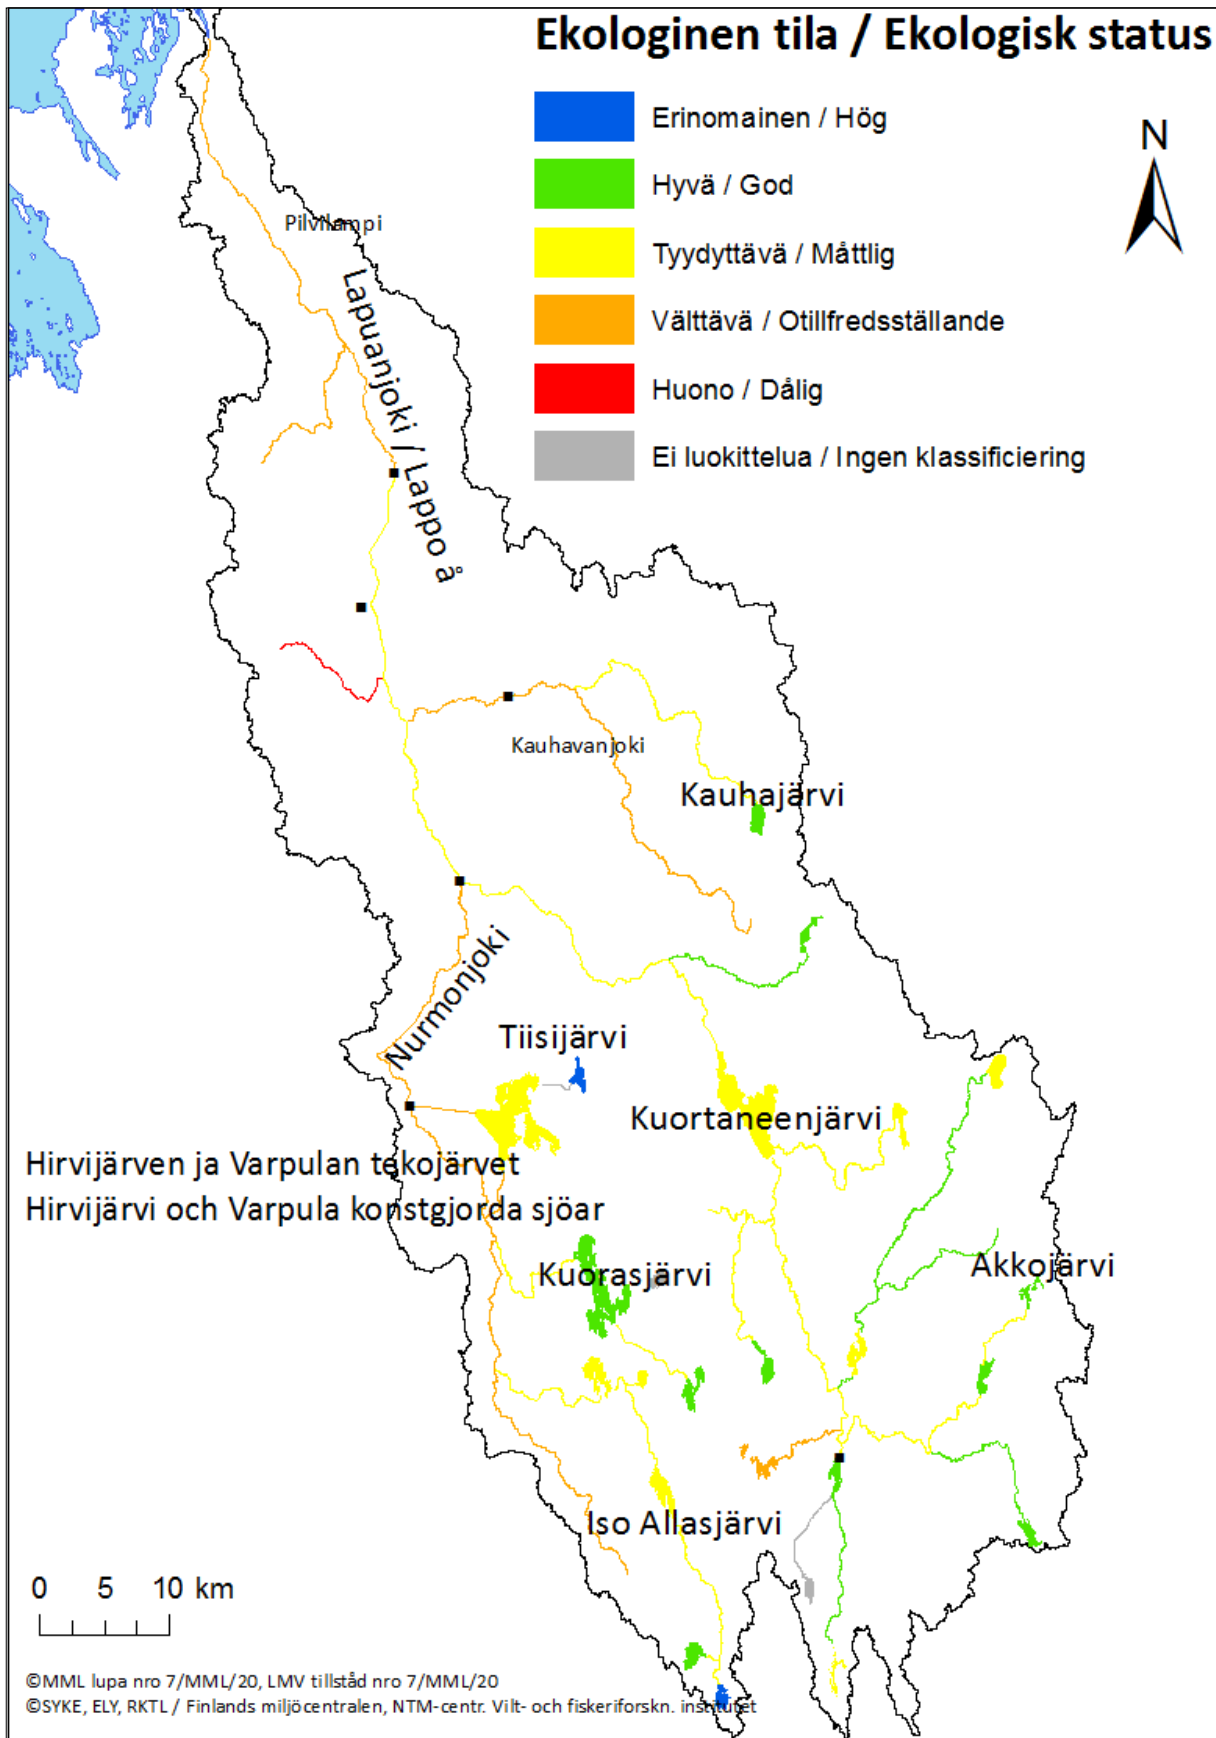 Ekologinen tila / Ekologisk status
Erinomainen / Hög
Hyvä / God
Tyydyttävä / Måttlig
Välttävä / Otillfredsställande
Huono / Dålig
Ei luokittelua / Ingen klassificiering
N
Pilvilampi
Lapuanjoki / Lappo å
Kauhavanjoki
Kauhajärvi
Nurmonjoki
Tiisijärvi
Kuortaneenjärvi
Hirvijärven ja Varpulan tekojärvet
Hirvijärvi och Varpula konstgjorda sjöar
Kuorasjärvi
Akkojärvi
Iso Allasjärvi
0 5 10 km
©MML lupa nro 7/MML/20, LMV tillståd nro 7/MML/20
©SYKE, ELY, RKTL / Finlands miljöcentralen, NTM-centr. Vilt- och fiskeriforskn. institutet